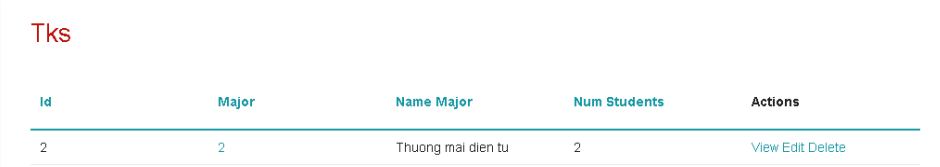 Tks
Id Major Name Major Num Students Actions
2 2 Thuong mai dien tu 2 View Edit Delete